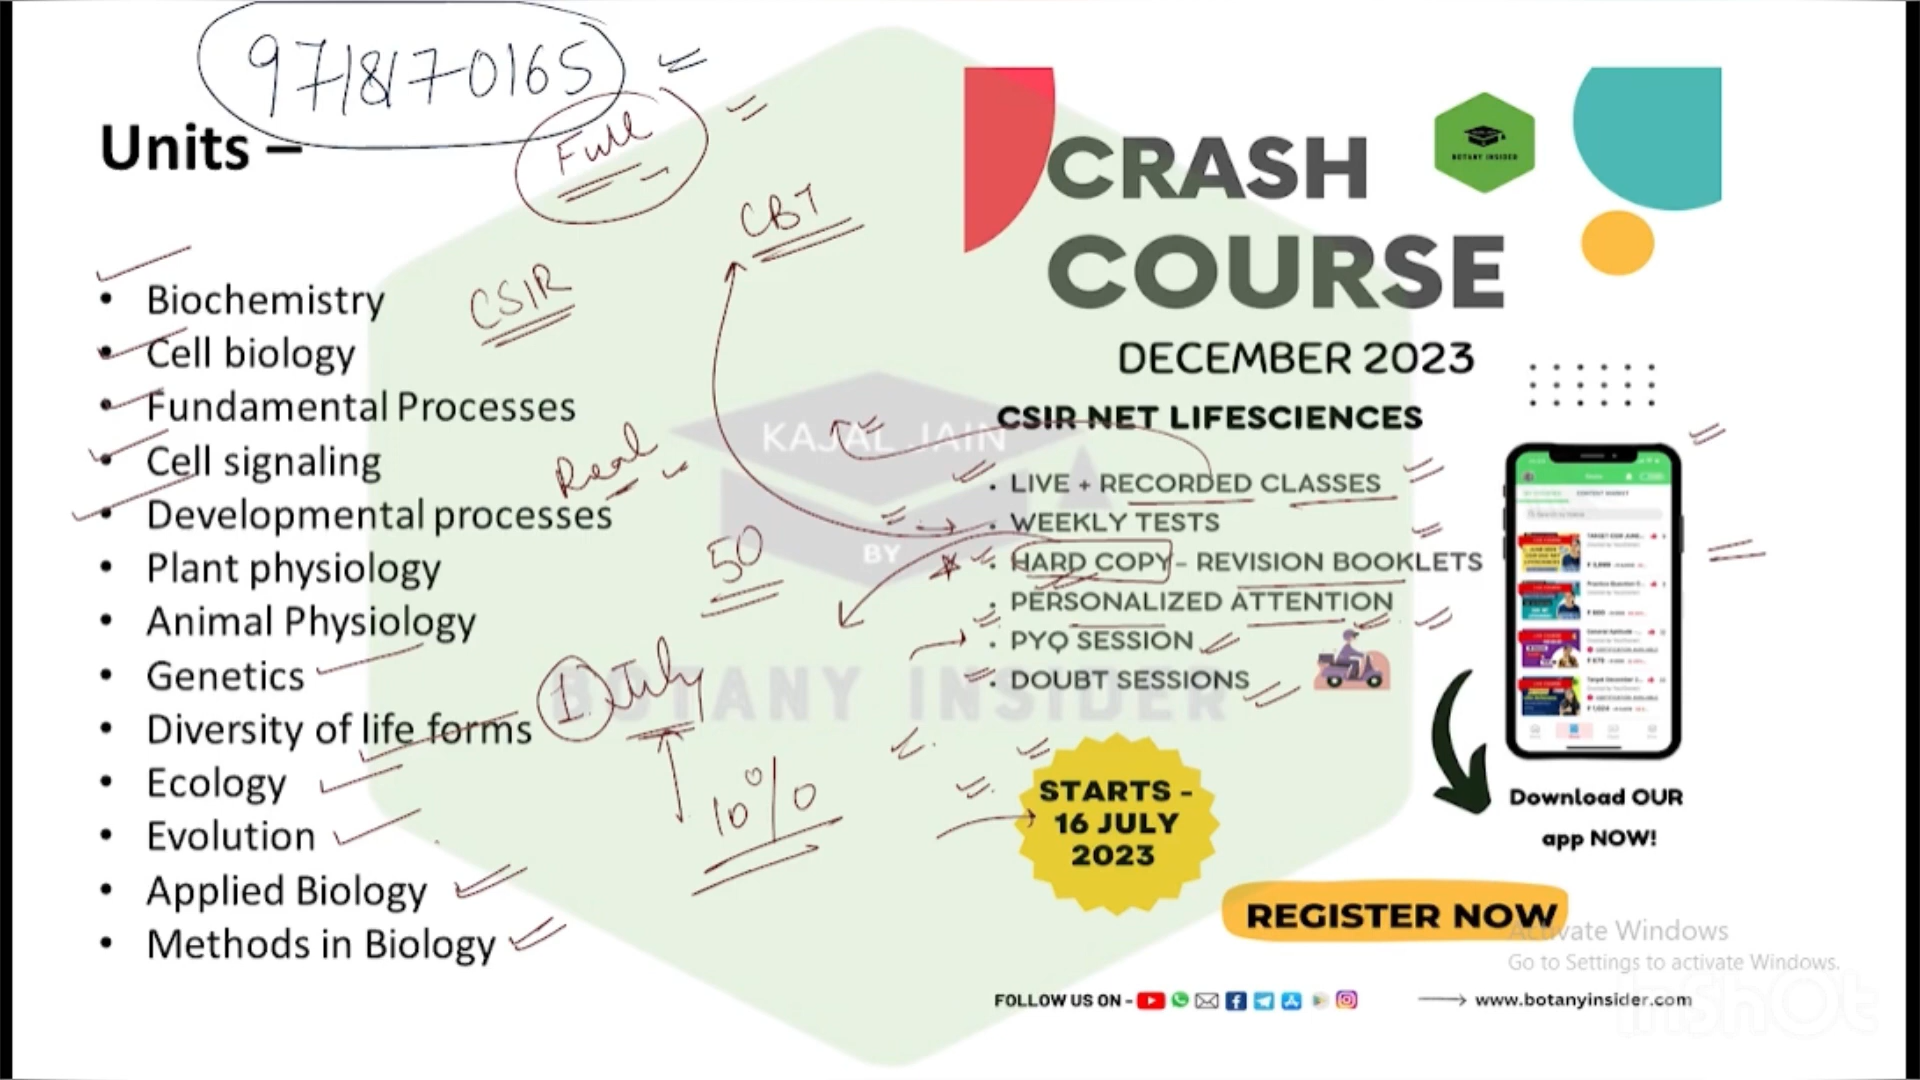 9718170165
Units –
Full
CBT
CSIR
Real
50
1 July
10%
Biochemistry
Cell biology
Fundamental Processes
Cell signaling
Developmental processes
Plant physiology
Animal Physiology
Genetics
Diversity of life forms
Ecology
Evolution
Applied Biology
Methods in Biology
KAJAL JAIN
BY
BOTANY INSIDER
BOTANY INSIDER
CRASH
COURSE
DECEMBER 2023
CSIR NET LIFESCIENCES
LIVE + RECORDED CLASSES
WEEKLY TESTS
HARD COPY – REVISION BOOKLETS
PERSONALIZED ATTENTION
PYQ SESSION
DOUBT SESSIONS
STARTS -
16 JULY
2023
Download OUR
app NOW!
REGISTER NOW
Activate Windows
Go to Settings to activate Windows.
FOLLOW US ON -
www.botanyinsider.com
InShOt